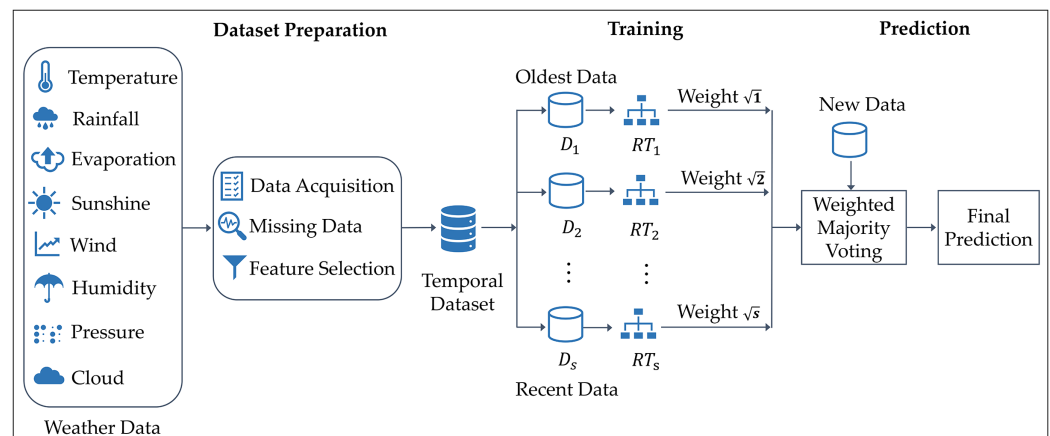 Dataset Preparation
Training
Prediction
Temperature
Rainfall
Evaporation
Sunshine
Wind
Humidity
Pressure
Cloud
Weather Data
Data Acquisition
Missing Data
Feature Selection
Temporal
Dataset
Oldest Data
D₁
RT₁
Weight √1
D₂
RT₂
Weight √2
⋮
⋮
Dₛ
RTₛ
Weight √s
Recent Data
New Data
Weighted
Majority
Voting
Final
Prediction